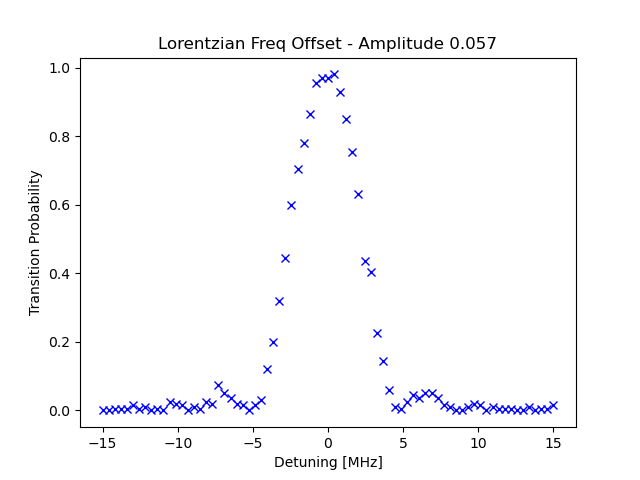 Lorentzian Freq Offset - Amplitude 0.057
1.0
0.8
0.6
0.4
0.2
0.0
Transition Probability
−15 −10 −5 0 5 10 15
Detuning [MHz]